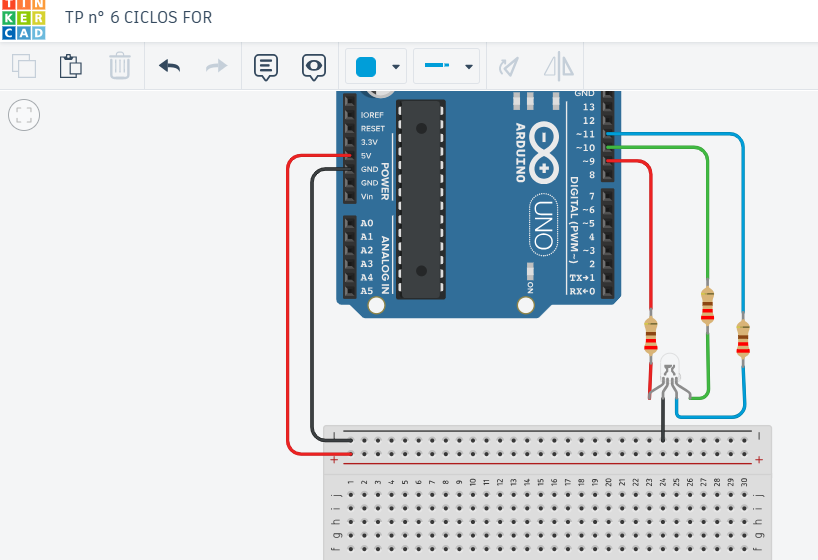 TIN
KER
CAD
TP n° 6 CICLOS FOR
GND
13
12
~11
~10
~9
8
7
~6
~5
4
~3
2
TX→1
RX←0
IOREF
RESET
3.3V
5V
GND
GND
Vin
POWER
A0
A1
A2
A3
A4
A5
ANALOG IN
ARDUINO
UNO
DIGITAL (PWM~)
ON
1 2 3 4 5 6 7 8 9 10 11 12 13 14 15 16 17 18 19 20 21 22 23 24 25 26 27 28 29 30
j j
i i
h h
g g
f f